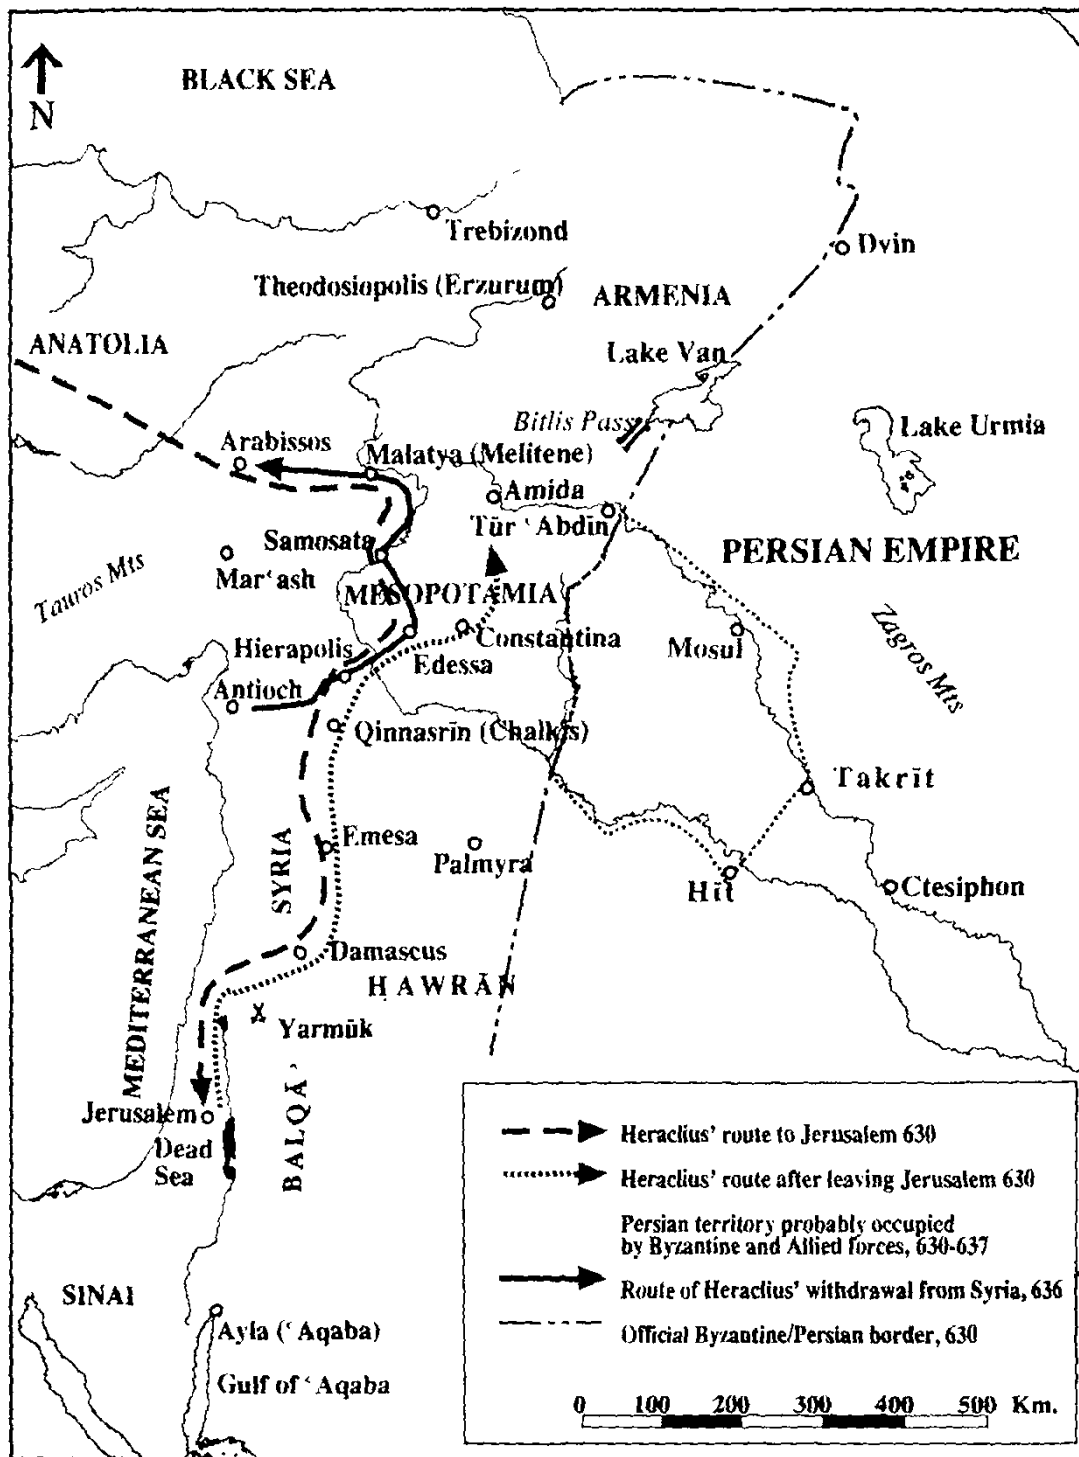 N
BLACK SEA
Trebizond
Dvin
Theodosiopolis (Erzurum)
ARMENIA
ANATOLIA
Lake Van
Bitlis Pass
Lake Urmia
Arabissos
Malatya (Melitene)
Amida
Ṭūr ‘Abdīn
Samosata
PERSIAN EMPIRE
Mar‘ash
Tauros Mts
MESOPOTAMIA
Zagros Mts
Constantina
Mosul
Hierapolis
Edessa
Antioch
Qinnasrīn (Chalkis)
Takrīt
MEDITERRANEAN SEA
SYRIA
Emesa
Palmyra
Hīt
Ctesiphon
Damascus
ḤAWRĀN
Yarmūk
BALQĀ’
Jerusalem
Dead
Sea
SINAI
Ayla (‘Aqaba)
Gulf of ‘Aqaba
Heraclius’ route to Jerusalem 630
Heraclius’ route after leaving Jerusalem 630
Persian territory probably occupied
by Byzantine and Allied forces, 630-637
Route of Heraclius’ withdrawal from Syria, 636
Official Byzantine/Persian border, 630
0 100 200 300 400 500 Km.